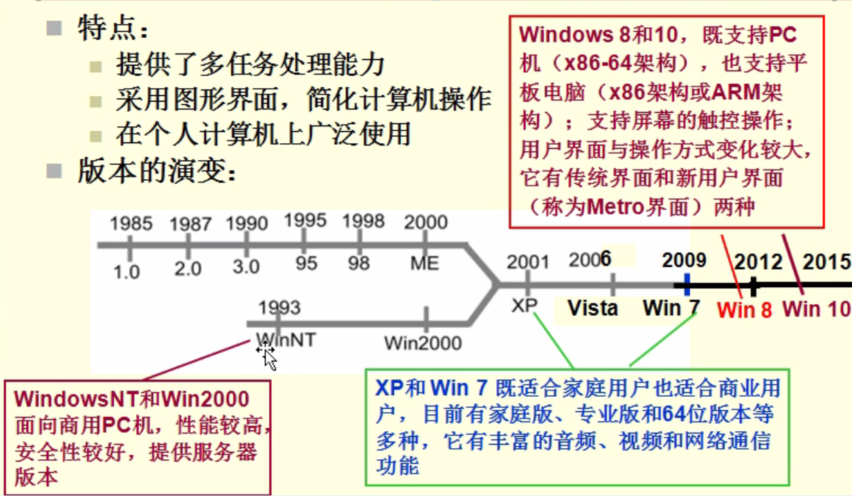 特点：
提供了多任务处理能力
采用图形界面，简化计算机操作
在个人计算机上广泛使用
版本的演变：
Windows 8和10，既支持PC
机（x86-64架构），也支持平
板电脑（x86架构或ARM架
构）；支持屏幕的触控操作；
用户界面与操作方式变化较大，
它有传统界面和新用户界面
（称为Metro界面）两种
1985 1987 1990 1995 1998 2000
1.0 2.0 3.0 95 98 ME
2001 2006 2009 2012 2015
XP Vista Win 7 Win 8 Win 10
1993
WinNT Win2000
WindowsNT和Win2000
面向商用PC机，性能较高，
安全性较好，提供服务器
版本
XP和 Win 7 既适合家庭用户也适合商业用
户，目前有家庭版、专业版和64位版本等
多种，它有丰富的音频、视频和网络通信
功能